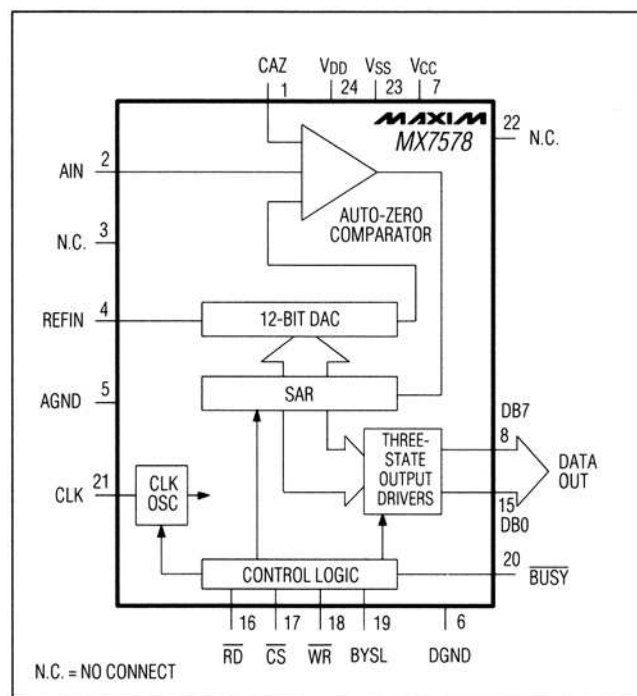 CAZ VDD VSS VCC
1 24 23 7
MAXIM
MX7578
22
N.C.
AIN 2
AUTO-ZERO
COMPARATOR
N.C. 3
REFIN 4
12-BIT DAC
AGND 5
SAR
DB7
8
THREE-
STATE
OUTPUT
DRIVERS
DATA
OUT
CLK 21
CLK
OSC
15
DB0
20
BUSY
CONTROL LOGIC
16 17 18 19 6
RD CS WR BYSL DGND
N.C. = NO CONNECT